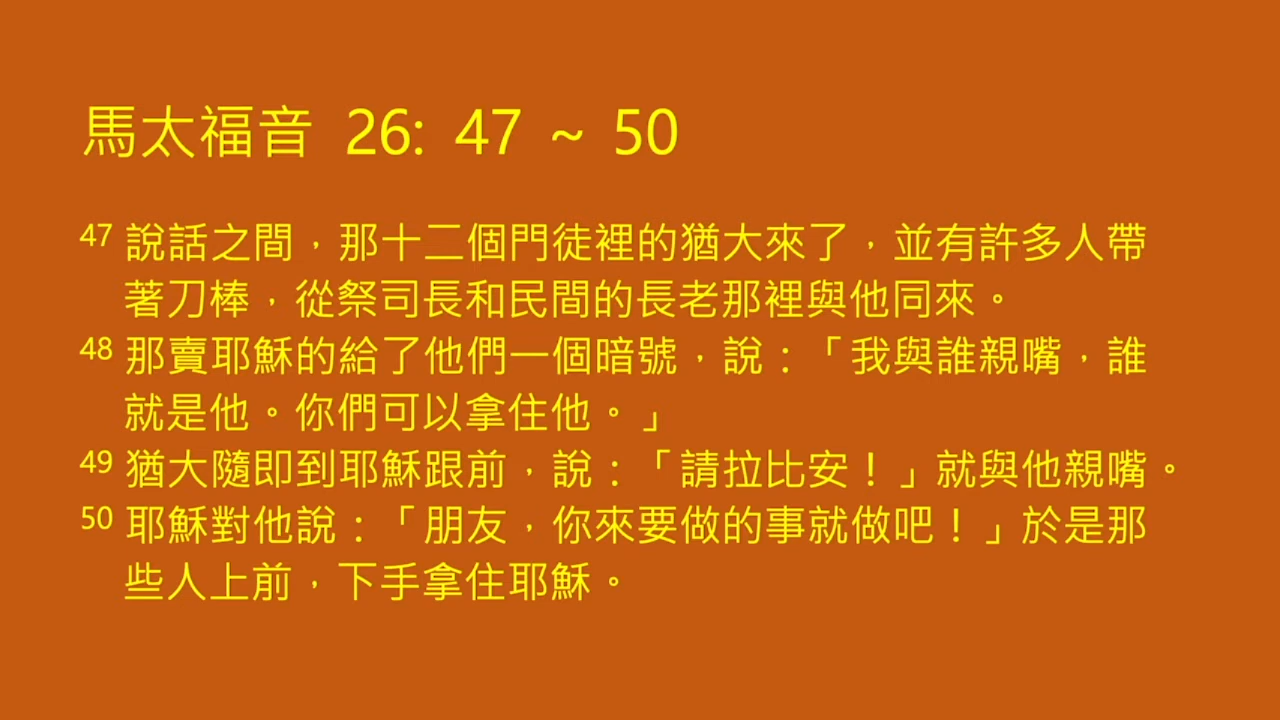 馬太福音 26: 47 ~ 50
47 說話之間，那十二個門徒裡的猶大來了，並有許多人帶
著刀棒，從祭司長和民間的長老那裡與他同來。
48 那賣耶穌的給了他們一個暗號，說：「我與誰親嘴，誰
就是他。你們可以拿住他。」
49 猶大隨即到耶穌跟前，說：「請拉比安！」就與他親嘴。
50 耶穌對他說：「朋友，你來要做的事就做吧！」於是那
些人上前，下手拿住耶穌。